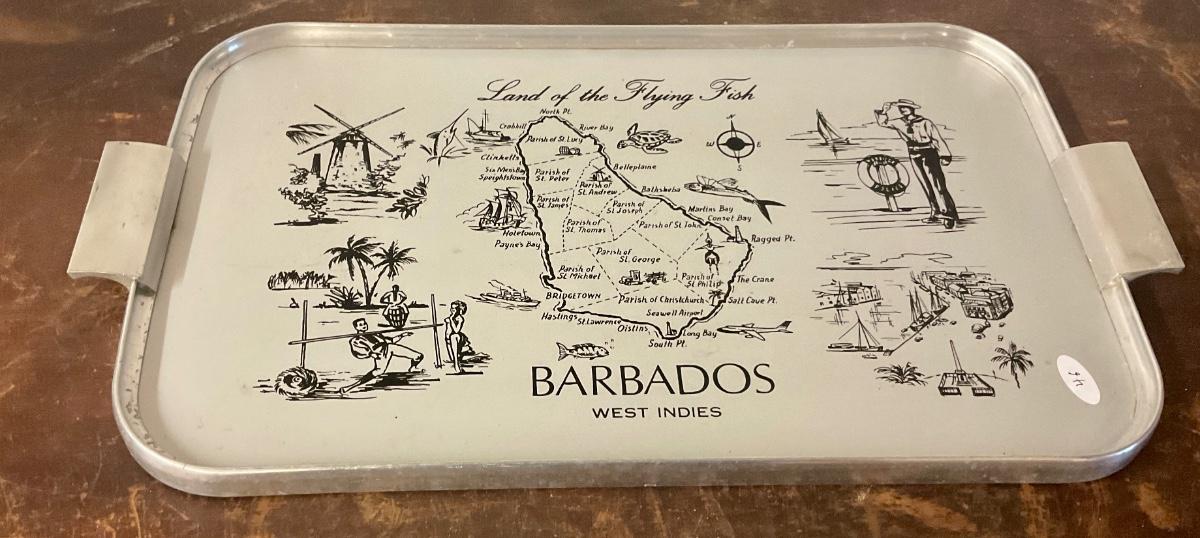 Land of the Flying Fish
North Pt.
Crabhill
River Bay
Parish of St. Lucy
Clinketts
Belleplaine
Six Men's Bay
Speightstown
Parish of
St. Peter
Parish of
St. Andrew
Bathsheba
Parish of
St. James
Parish of
St. Joseph
Martins Bay
Conset Bay
Parish of
St. Thomas
Parish of St. John
Holetown
Payne's Bay
Ragged Pt.
Parish of
St. George
Parish of
St. Michael
Parish of
St. Philip
The Crane
BRIDGETOWN
Parish of Christchurch
Salt Cave Pt.
Hastings
St. Lawrence
Seawell Airport
Oistins
Long Bay
South Pt.
W
E
S
BARBADOS
WEST INDIES